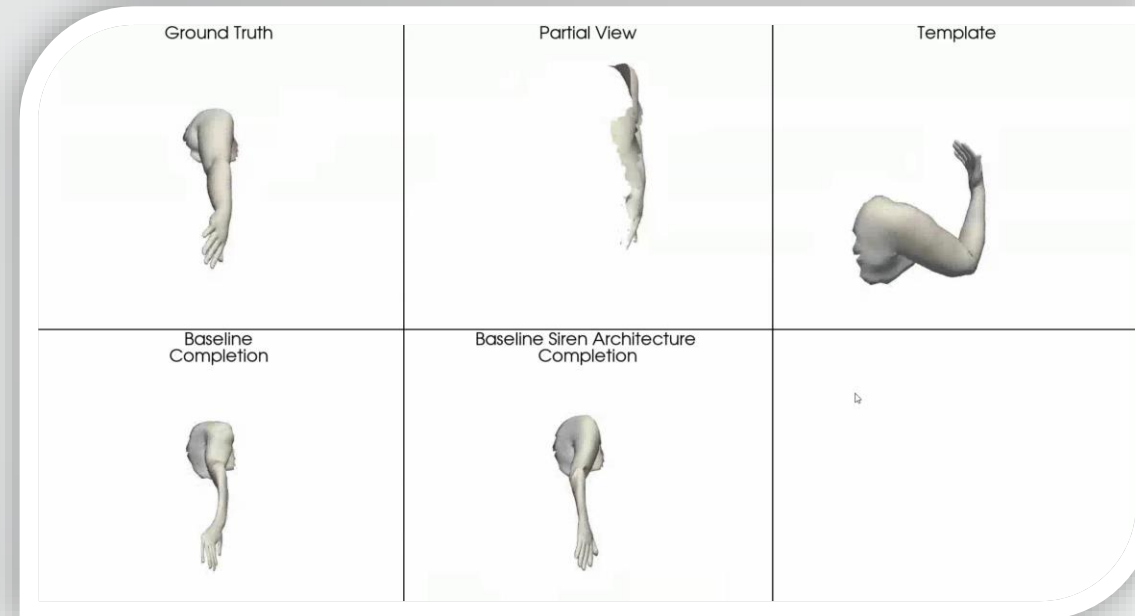 Ground Truth
Partial View
Template
Baseline
Completion
Baseline Siren Architecture
Completion